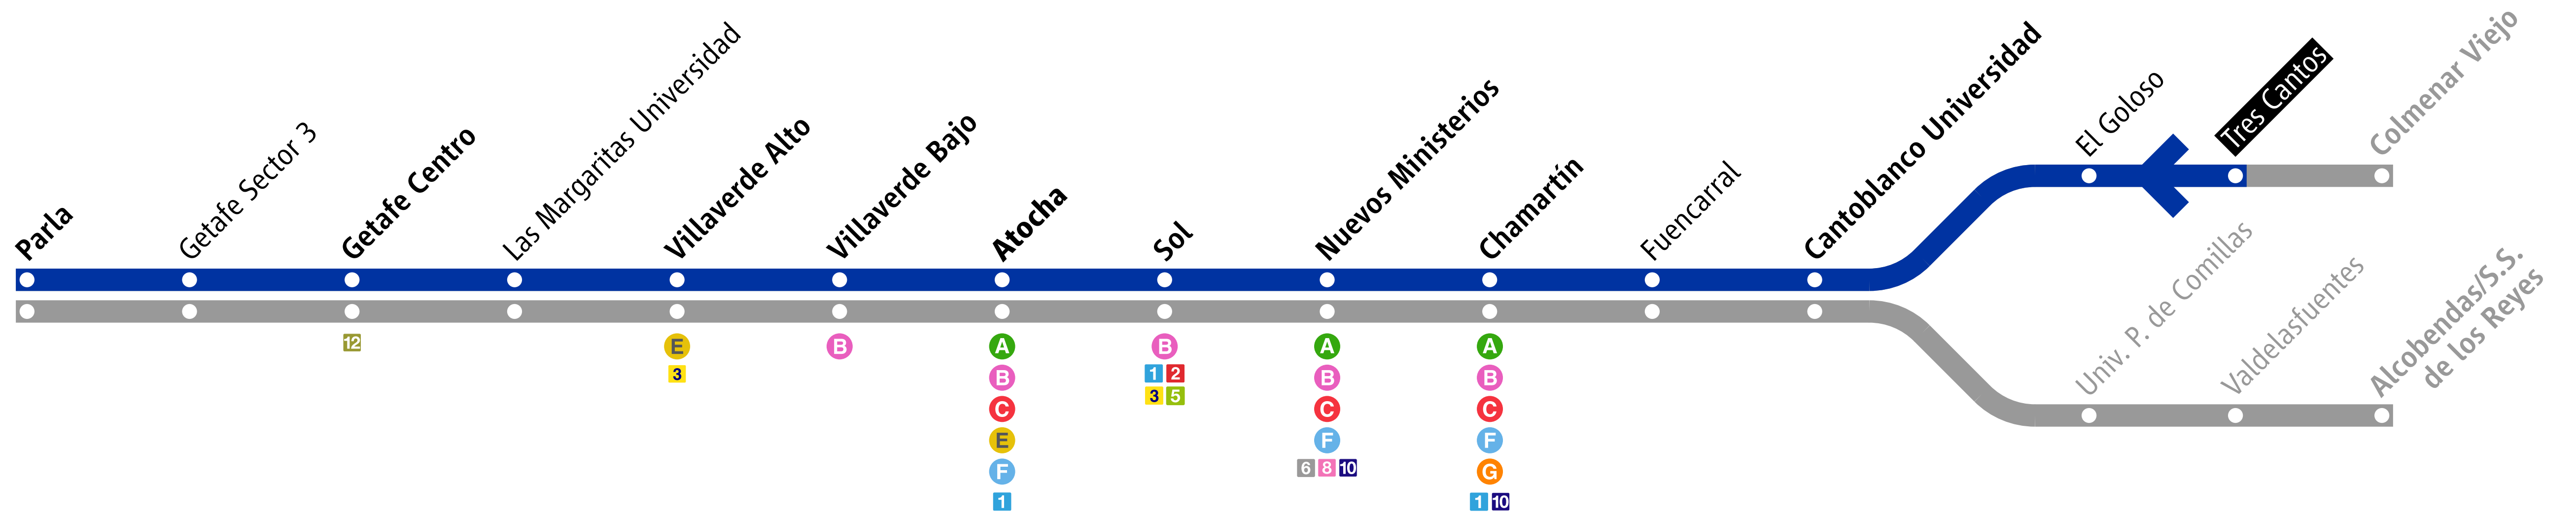 Parla
Getafe Sector 3
Getafe Centro
Las Margaritas Universidad
Villaverde Alto
Villaverde Bajo
Atocha
Sol
Nuevos Ministerios
Chamartín
Fuencarral
Cantoblanco Universidad
El Goloso
Tres Cantos
Colmenar Viejo
Univ. P. de Comillas
Valdelasfuentes
Alcobendas/S.S.
de los Reyes
12
E
3
B
A
B
C
E
F
1
B
1 2
3 5
A
B
C
F
6 8 10
A
B
C
F
G
1 10